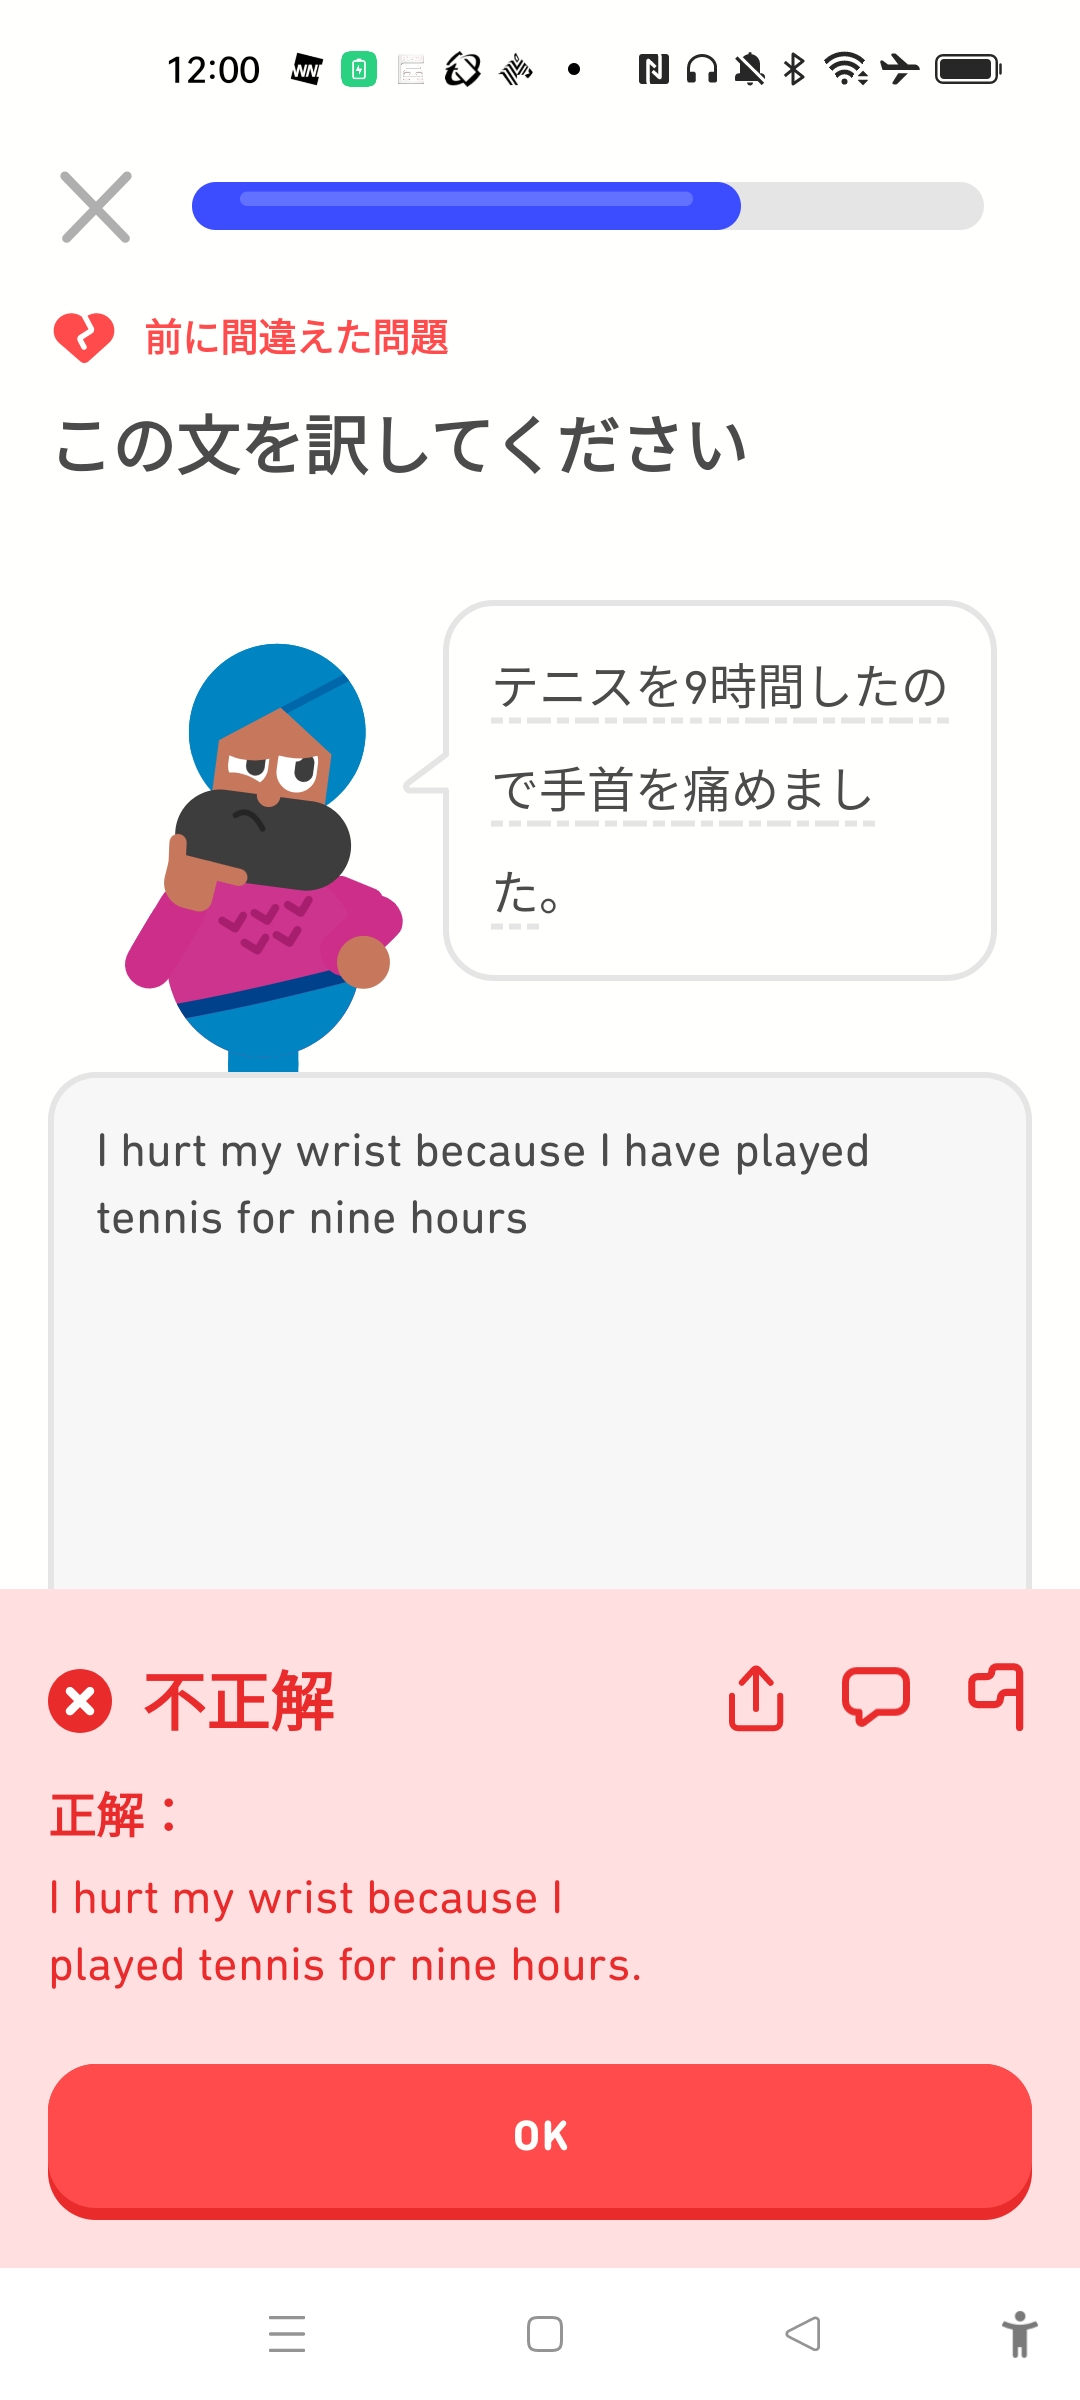 12:00
前に間違えた問題
この文を訳してください
テニスを9時間したの
で手首を痛めまし
た。
I hurt my wrist because I have played
tennis for nine hours
不正解
正解：
I hurt my wrist because I
played tennis for nine hours.
OK